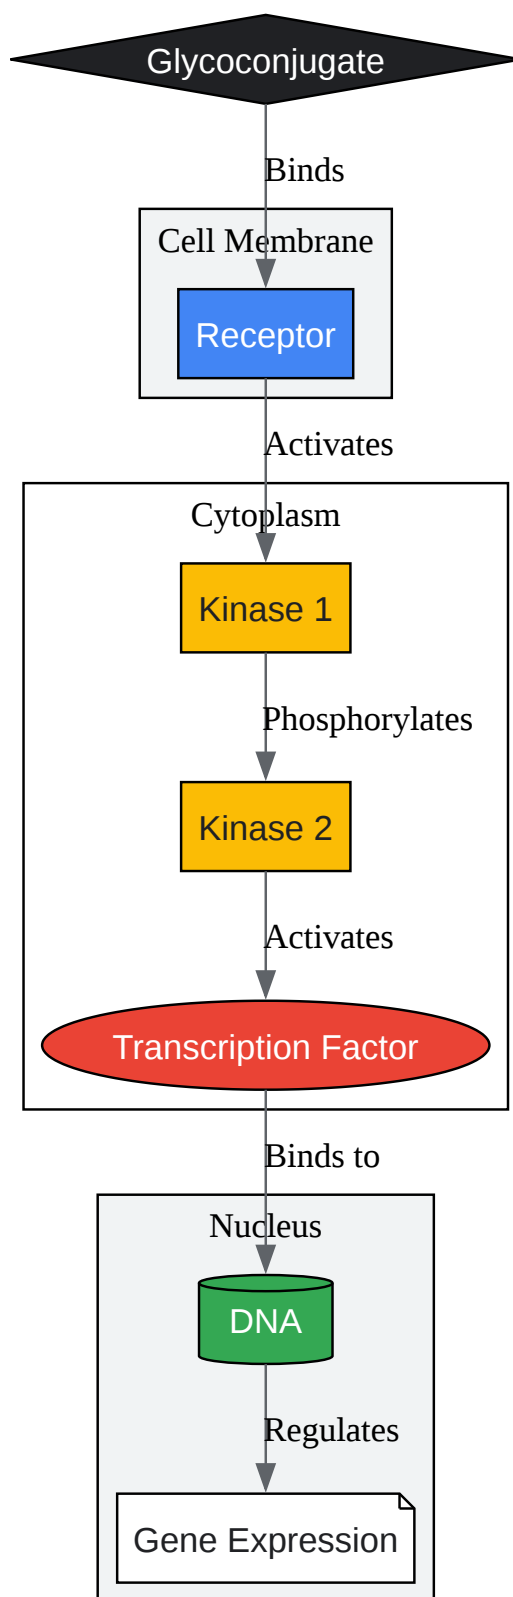 Glycoconjugate
Binds
Cell Membrane
Receptor
Activates
Cytoplasm
Kinase 1
Phosphorylates
Kinase 2
Activates
Transcription Factor
Binds to
Nucleus
DNA
Regulates
Gene Expression